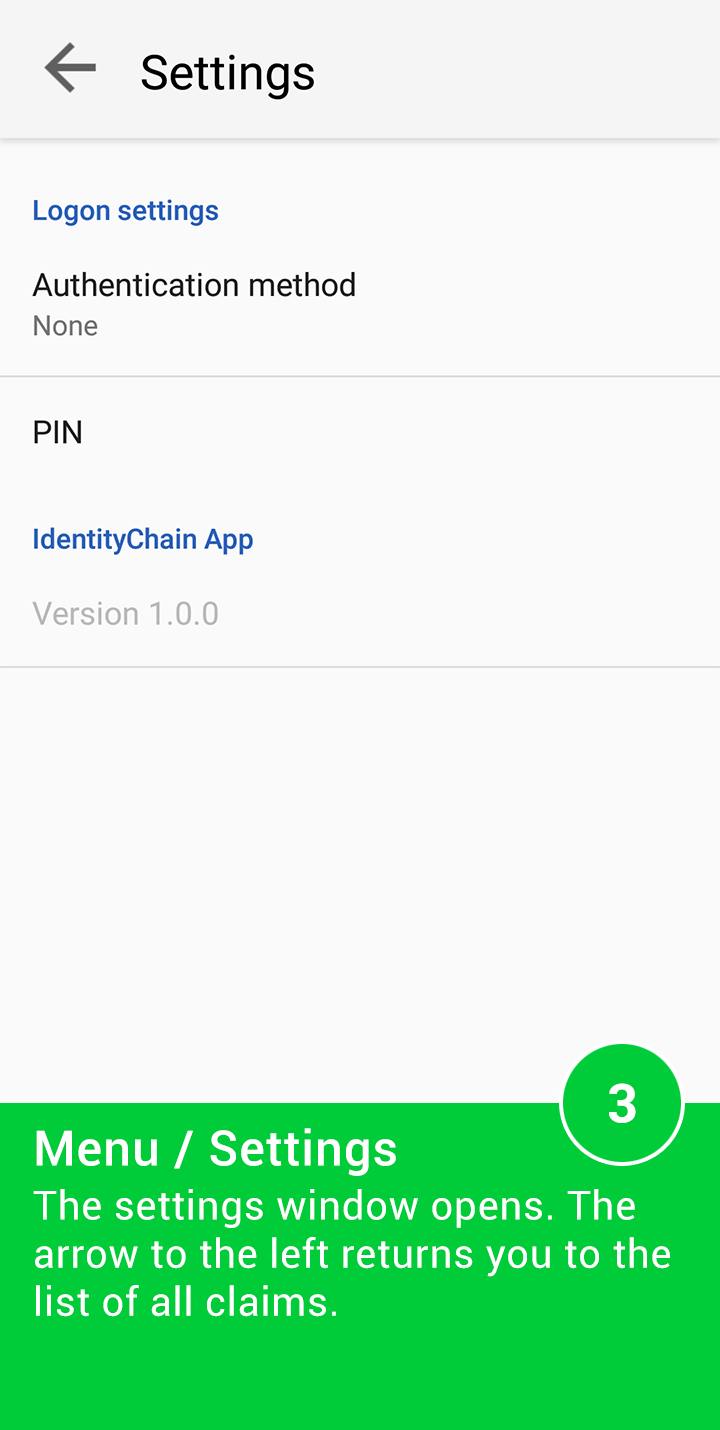 Settings
Logon settings
Authentication method
None
PIN
IdentityChain App
Version 1.0.0
3
Menu / Settings
The settings window opens. The
arrow to the left returns you to the
list of all claims.